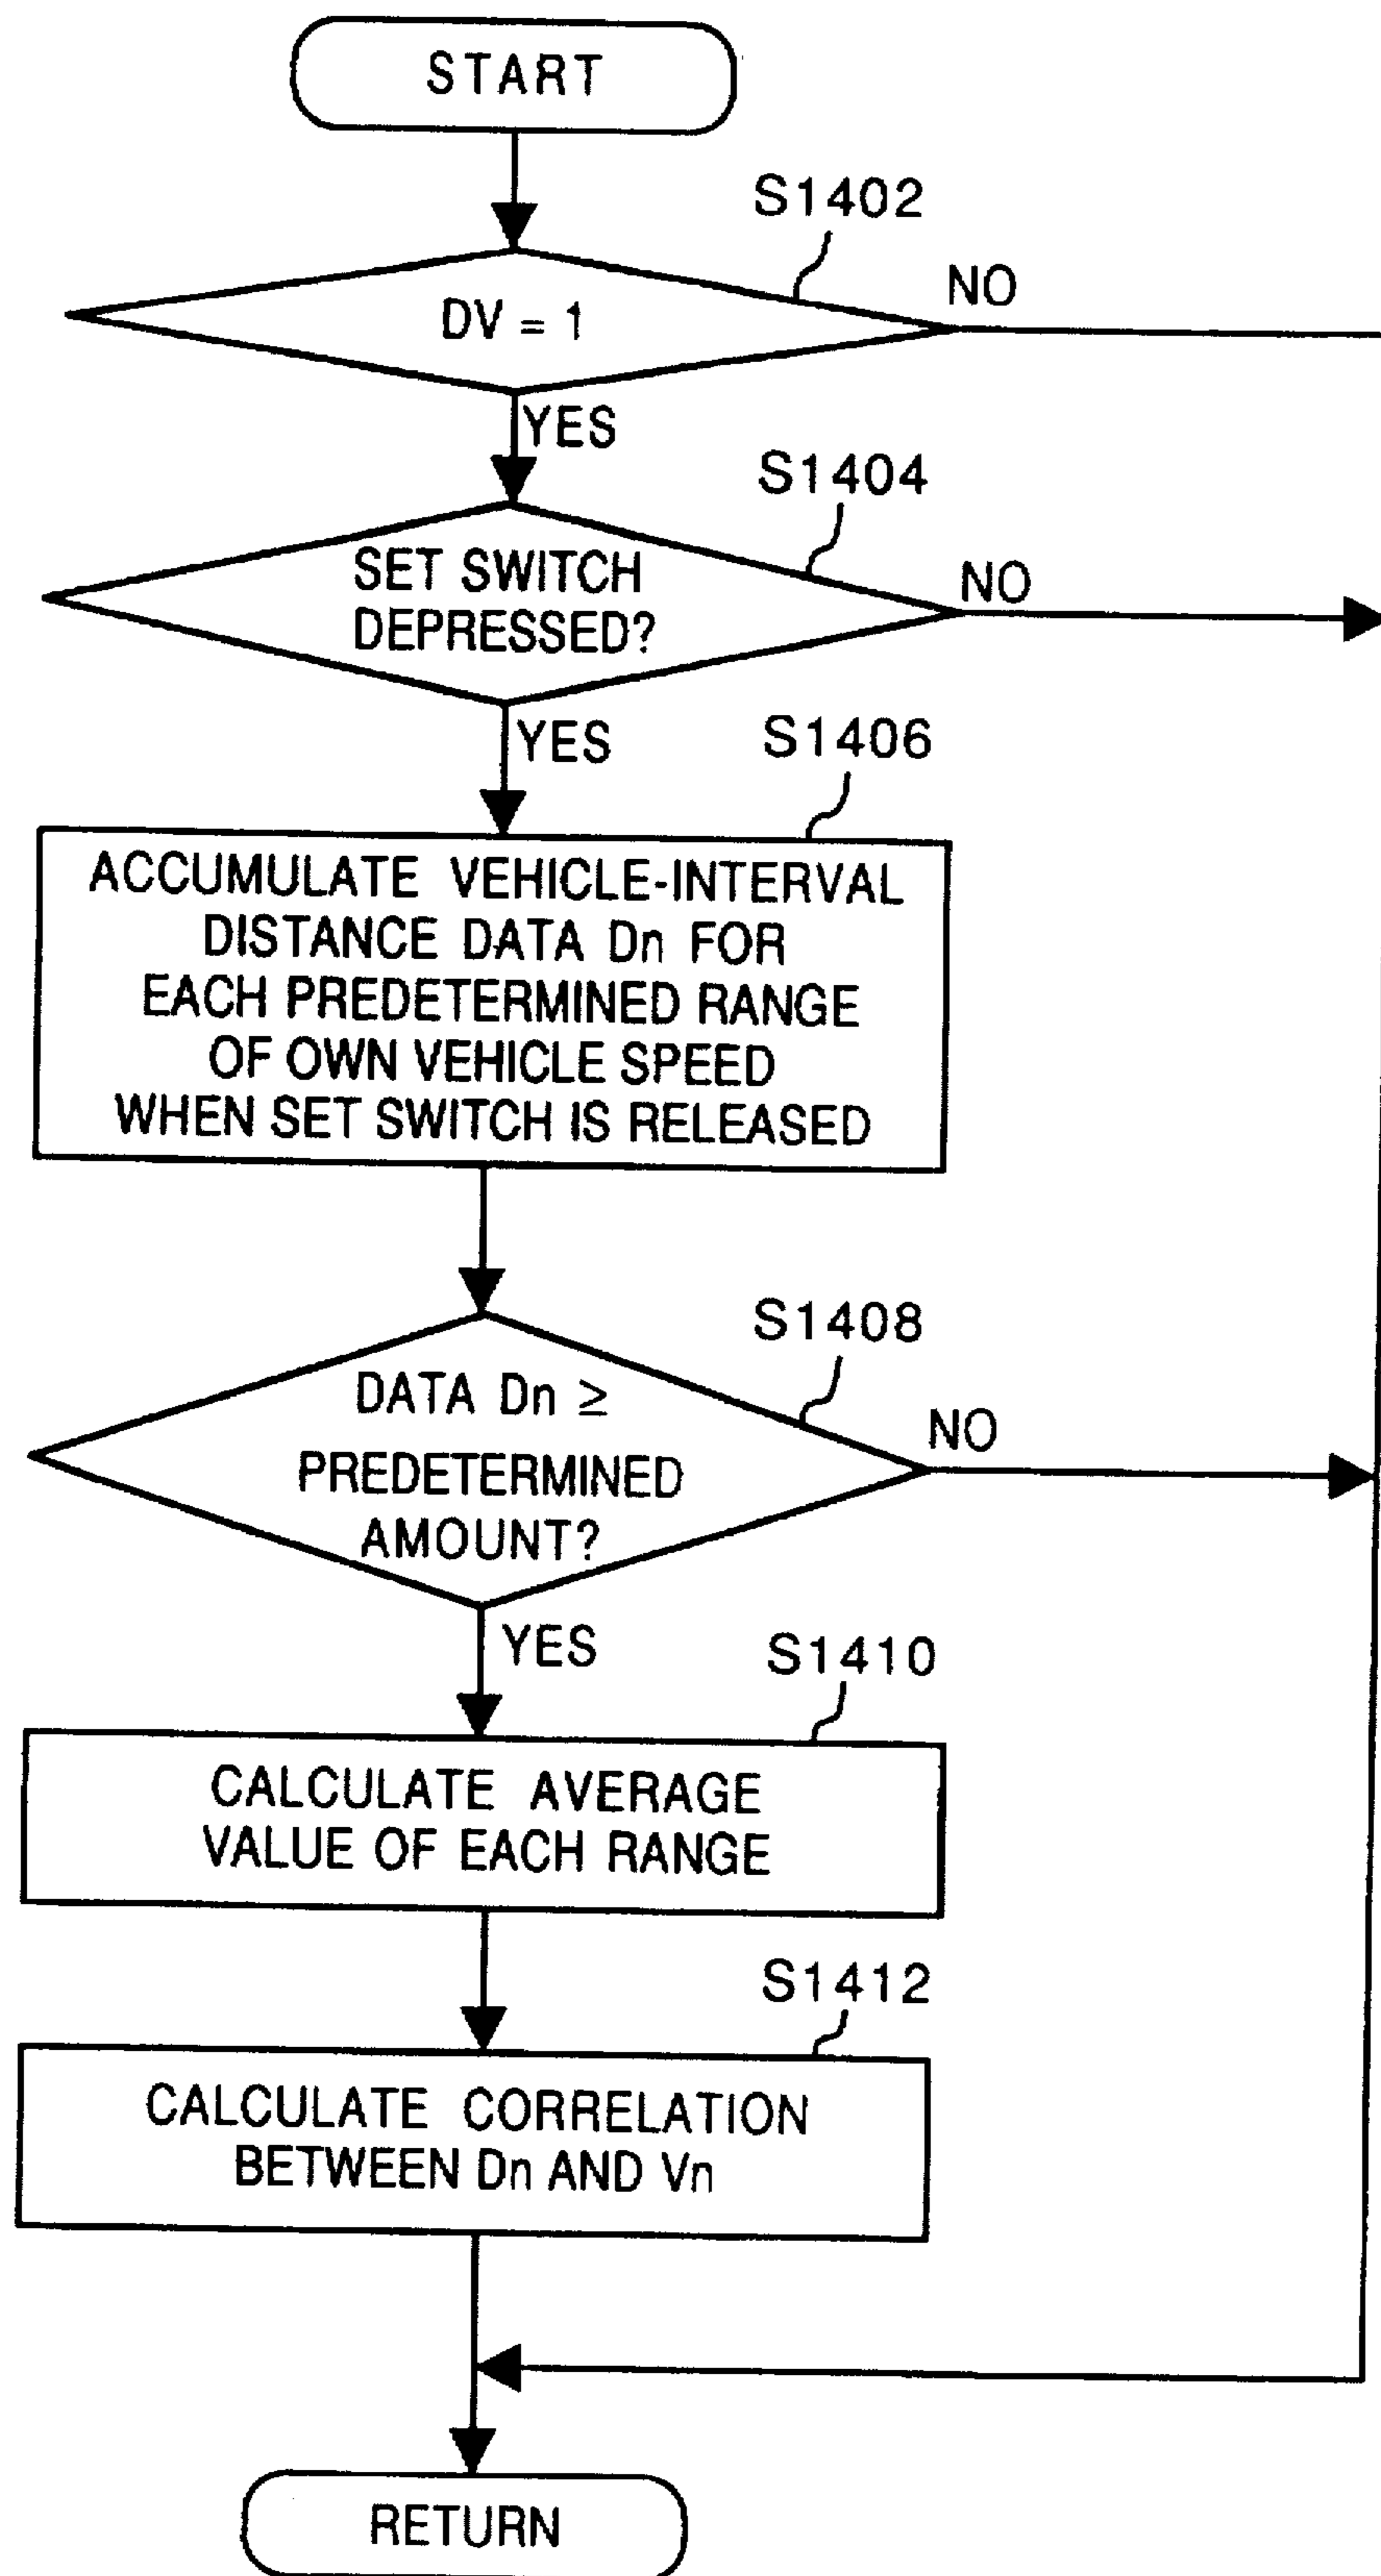 START
S1402
DV = 1
NO
YES
S1404
SET SWITCH
DEPRESSED?
NO
YES
S1406
ACCUMULATE VEHICLE-INTERVAL
DISTANCE DATA Dn FOR
EACH PREDETERMINED RANGE
OF OWN VEHICLE SPEED
WHEN SET SWITCH IS RELEASED
S1408
DATA Dn ≥
PREDETERMINED
AMOUNT?
NO
YES
S1410
CALCULATE AVERAGE
VALUE OF EACH RANGE
S1412
CALCULATE CORRELATION
BETWEEN Dn AND Vn
RETURN